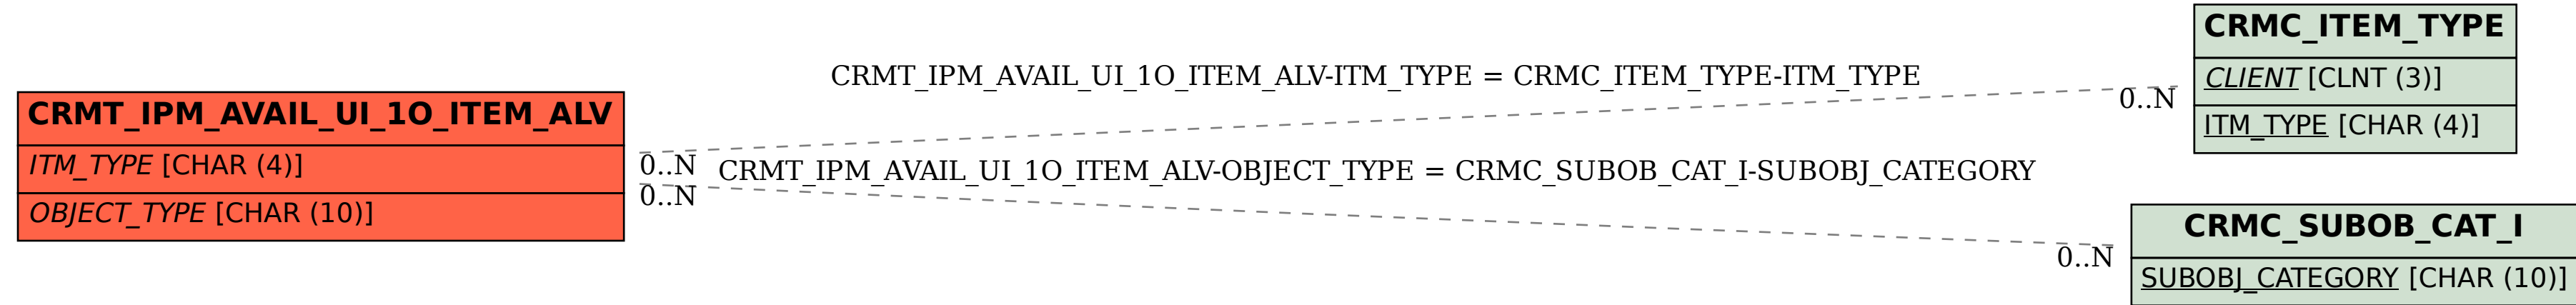 CRMT_IPM_AVAIL_UI_1O_ITEM_ALV
ITM_TYPE [CHAR (4)]
OBJECT_TYPE [CHAR (10)]
CRMT_IPM_AVAIL_UI_1O_ITEM_ALV-ITM_TYPE = CRMC_ITEM_TYPE-ITM_TYPE
0..N
0..N
CRMT_IPM_AVAIL_UI_1O_ITEM_ALV-OBJECT_TYPE = CRMC_SUBOB_CAT_I-SUBOBJ_CATEGORY
0..N
0..N
CRMC_ITEM_TYPE
CLIENT [CLNT (3)]
ITM_TYPE [CHAR (4)]
CRMC_SUBOB_CAT_I
SUBOBJ_CATEGORY [CHAR (10)]